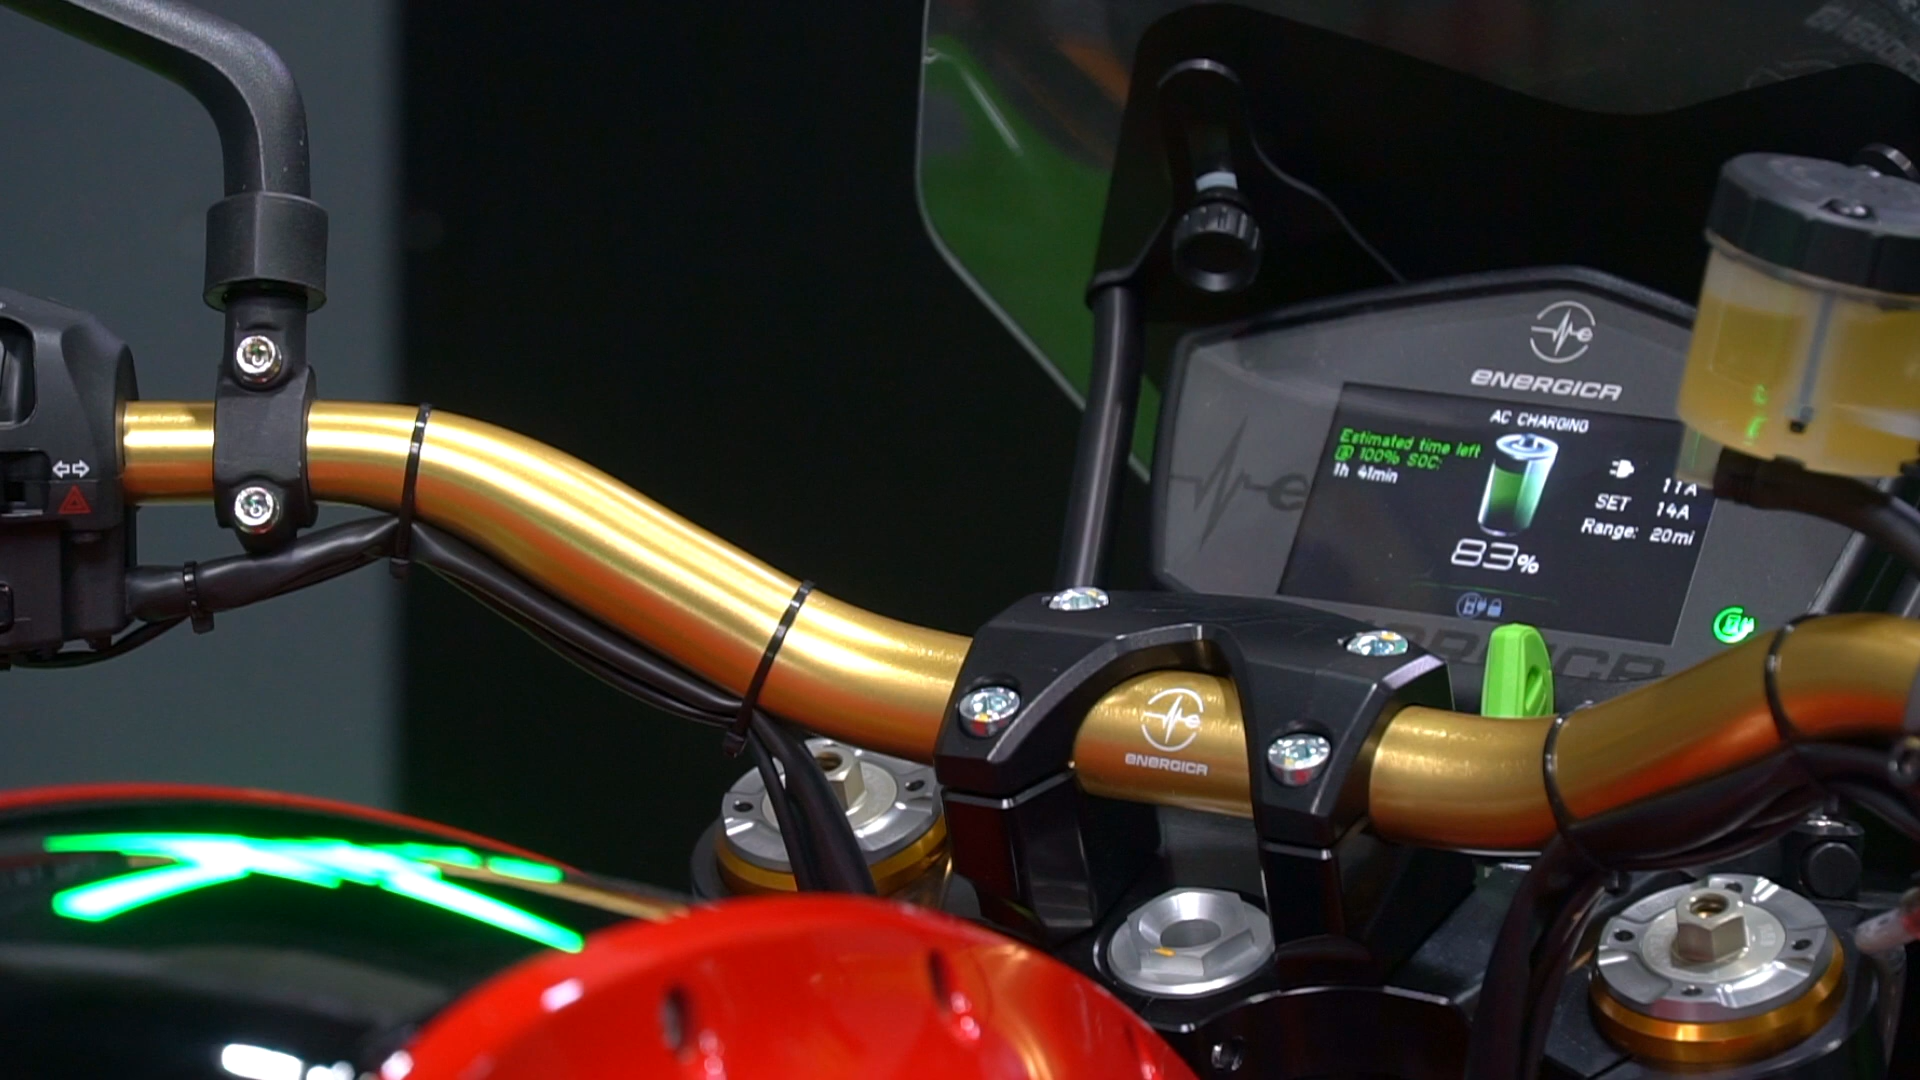 ENERGICA
AC CHARGING
Estimated time left
@ 100% SOC:
1h 41min
11A
SET 14A
Range: 20mi
83%
ENERGICA